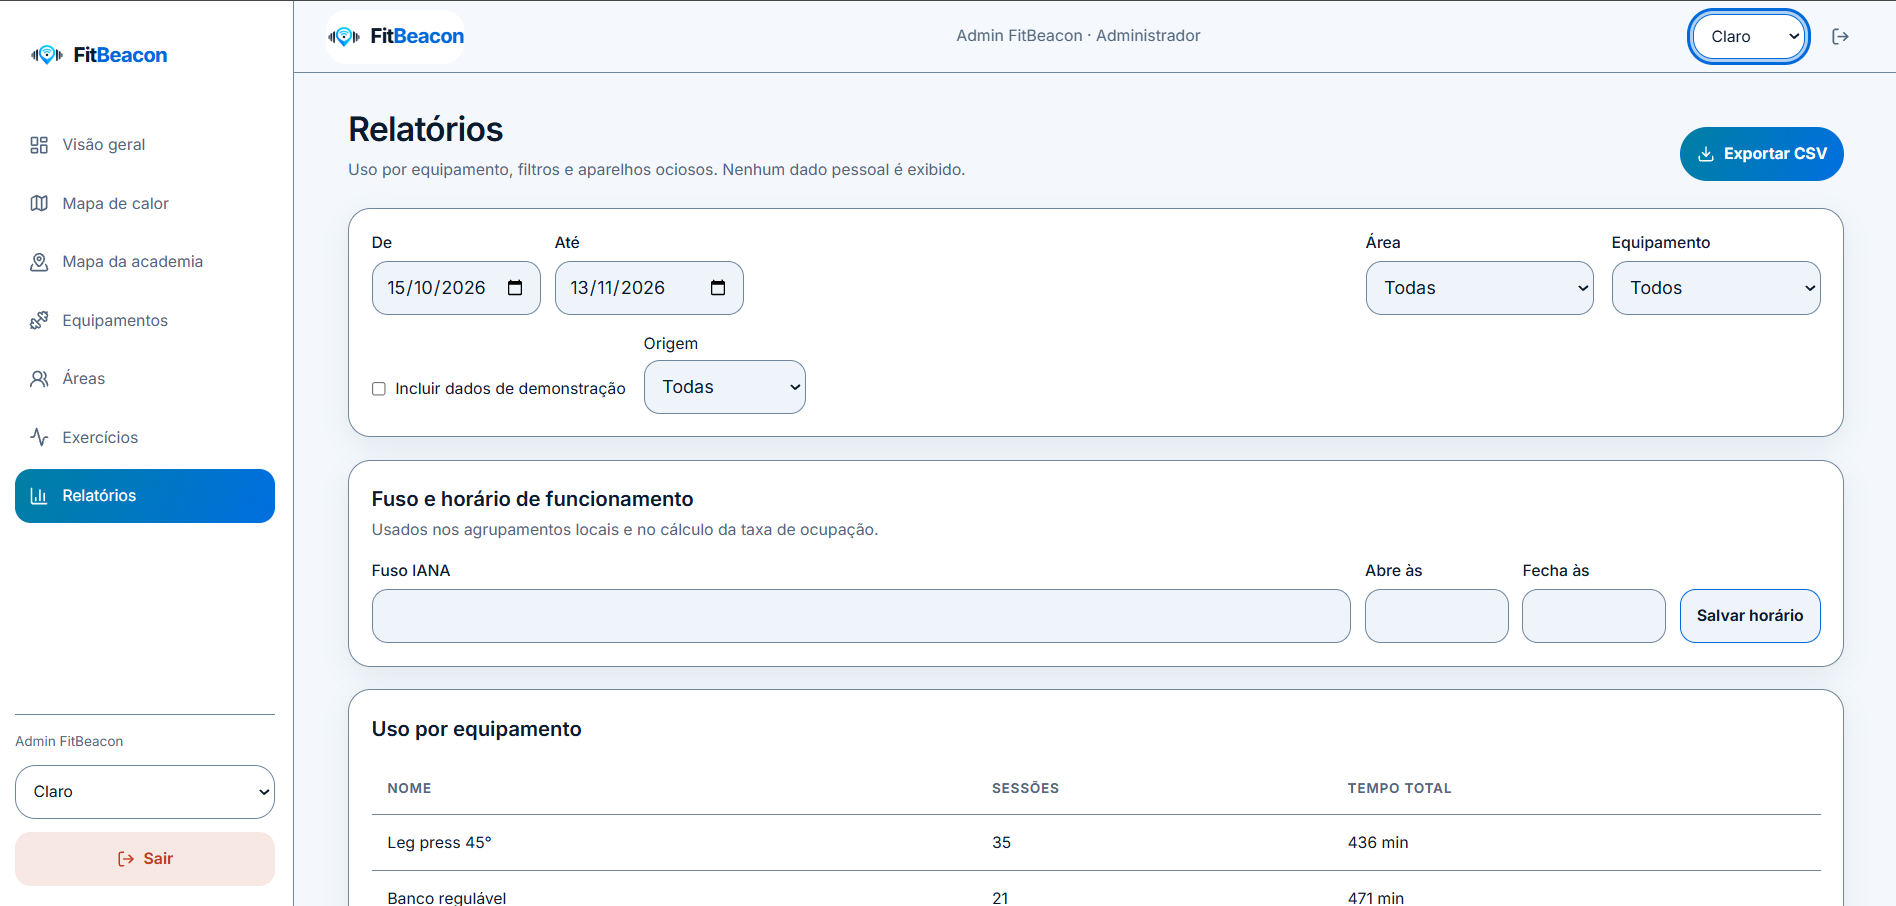 FitBeacon
Visão geral
Mapa de calor
Mapa da academia
Equipamentos
Áreas
Exercícios
Relatórios
Admin FitBeacon
Claro
Sair
FitBeacon
Admin FitBeacon · Administrador
Claro
Relatórios
Uso por equipamento, filtros e aparelhos ociosos. Nenhum dado pessoal é exibido.
Exportar CSV
De
Até
Área
Equipamento
15/10/2026
13/11/2026
Todas
Todos
Origem
Incluir dados de demonstração
Todas
Fuso e horário de funcionamento
Usados nos agrupamentos locais e no cálculo da taxa de ocupação.
Fuso IANA
Abre às
Fecha às
Salvar horário
Uso por equipamento
NOME SESSÕES TEMPO TOTAL
Leg press 45° 35 436 min
Banco regulável 21 471 min